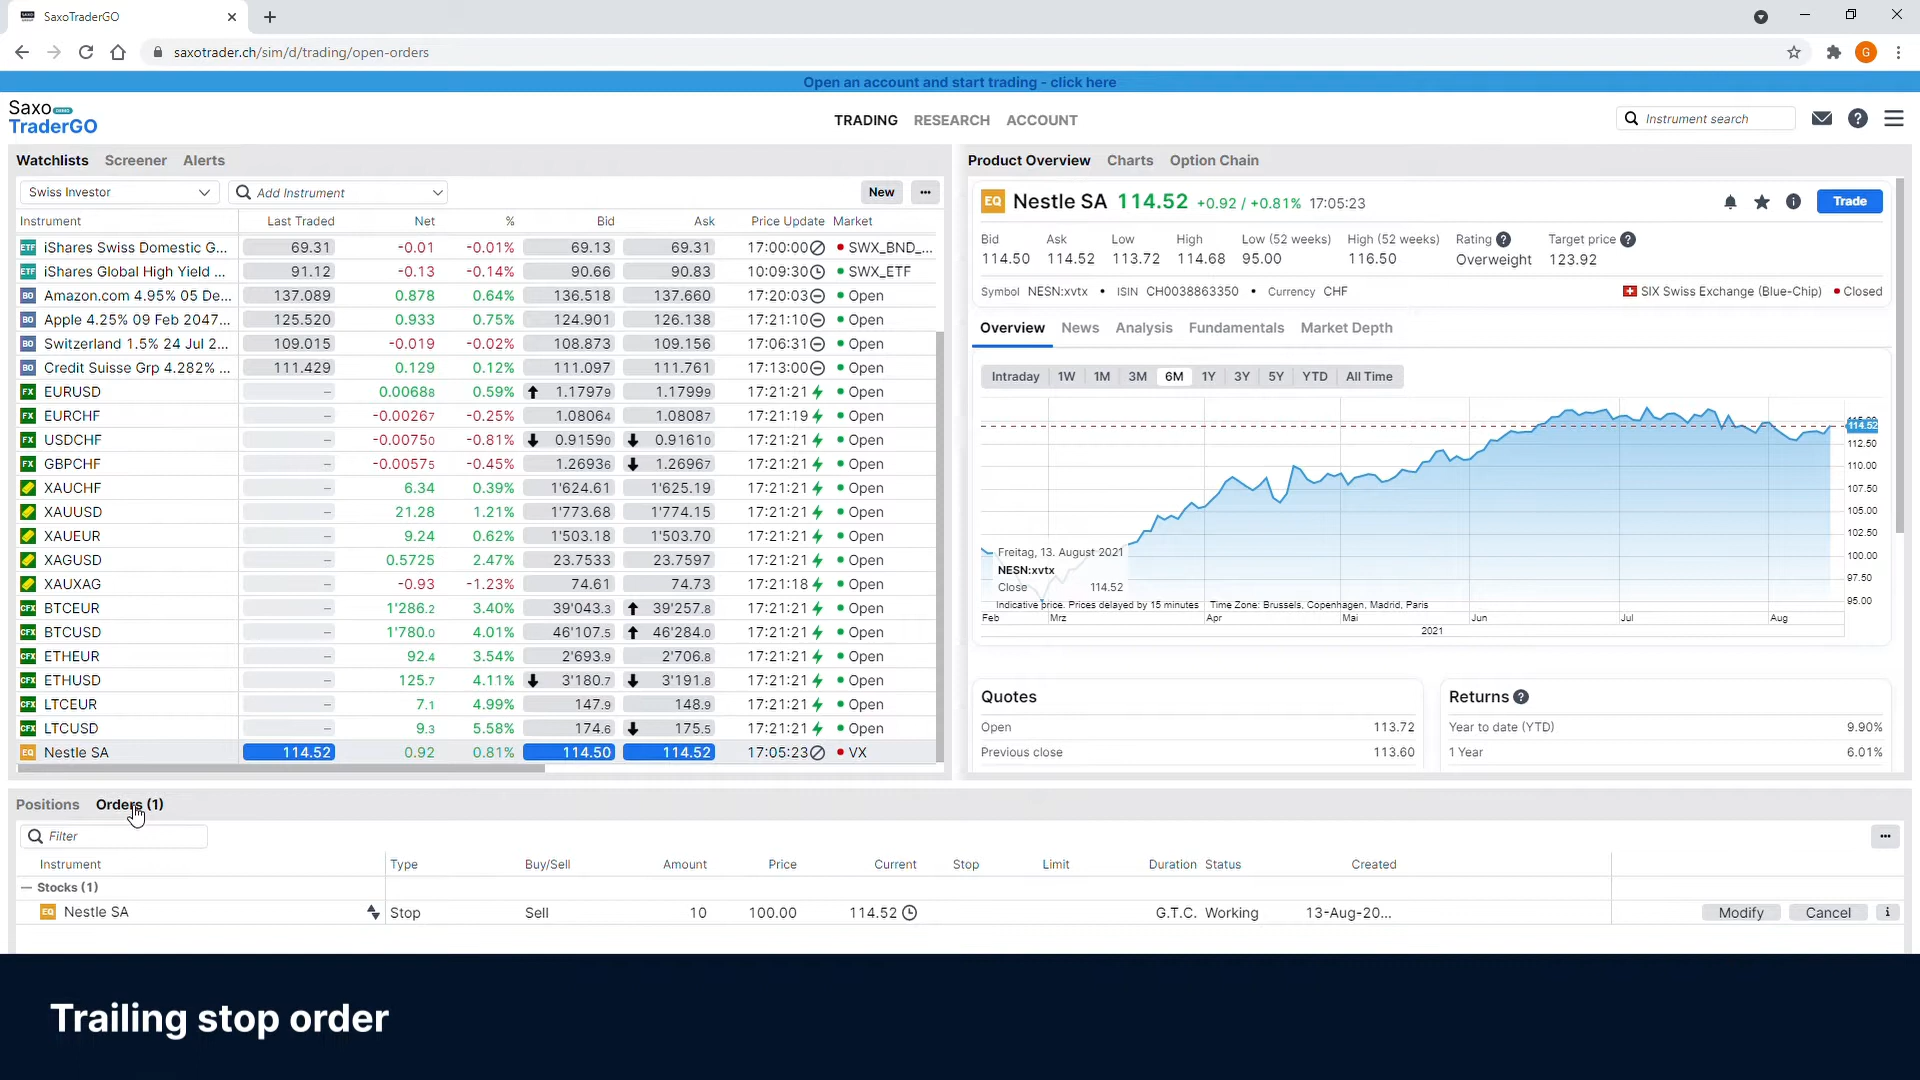 SaxoTraderGO
saxotrader.ch/sim/d/trading/open-orders
Open an account and start trading - click here
Saxo DEMO
TraderGO
TRADING RESEARCH ACCOUNT
Instrument search
Watchlists Screener Alerts
Swiss Investor
Add Instrument
New
Instrument Last Traded Net % Bid Ask Price Update Market
ETF iShares Swiss Domestic G... 69.31 -0.01 -0.01% 69.13 69.31 17:00:00 SWX_BND_...
ETF iShares Global High Yield ... 91.12 -0.13 -0.14% 90.66 90.83 10:09:30 SWX_ETF
BO Amazon.com 4.95% 05 De... 137.089 0.878 0.64% 136.518 137.660 17:20:03 Open
BO Apple 4.25% 09 Feb 2047... 125.520 0.933 0.75% 124.901 126.138 17:21:10 Open
BO Switzerland 1.5% 24 Jul 2... 109.015 -0.019 -0.02% 108.873 109.156 17:06:31 Open
BO Credit Suisse Grp 4.282% ... 111.429 0.129 0.12% 111.097 111.761 17:13:00 Open
FX EURUSD – 0.00688 0.59% 1.17979 1.17999 17:21:21 Open
FX EURCHF – -0.00267 -0.25% 1.08064 1.08087 17:21:19 Open
FX USDCHF – -0.00750 -0.81% 0.91590 0.91610 17:21:21 Open
FX GBPCHF – -0.00575 -0.45% 1.26936 1.26967 17:21:21 Open
XAUCHF – 6.34 0.39% 1'624.61 1'625.19 17:21:21 Open
XAUUSD – 21.28 1.21% 1'773.68 1'774.15 17:21:21 Open
XAUEUR – 9.24 0.62% 1'503.18 1'503.70 17:21:21 Open
XAGUSD – 0.5725 2.47% 23.7533 23.7597 17:21:21 Open
XAUXAG – -0.93 -1.23% 74.61 74.73 17:21:18 Open
CFX BTCEUR – 1'286.2 3.40% 39'043.3 39'257.8 17:21:21 Open
CFX BTCUSD – 1'780.0 4.01% 46'107.5 46'284.0 17:21:21 Open
CFX ETHEUR – 92.4 3.54% 2'693.9 2'706.8 17:21:21 Open
CFX ETHUSD – 125.7 4.11% 3'180.7 3'191.8 17:21:21 Open
CFX LTCEUR – 7.1 4.99% 147.9 148.9 17:21:21 Open
CFX LTCUSD – 9.3 5.58% 174.6 175.5 17:21:21 Open
EQ Nestle SA 114.52 0.92 0.81% 114.50 114.52 17:05:23 VX
Product Overview Charts Option Chain
EQ Nestle SA 114.52 +0.92 / +0.81% 17:05:23
Trade
Bid Ask Low High Low (52 weeks) High (52 weeks) Rating Target price
114.50 114.52 113.72 114.68 95.00 116.50 Overweight 123.92
Symbol NESN:xvtx • ISIN CH0038863350 • Currency CHF
SIX Swiss Exchange (Blue-Chip) Closed
Overview News Analysis Fundamentals Market Depth
Intraday 1W 1M 3M 6M 1Y 3Y 5Y YTD All Time
115.00
114.52
112.50
110.00
107.50
105.00
102.50
100.00
97.50
95.00
Freitag, 13. August 2021
NESN:xvtx
Close 114.52
Indicative price. Prices delayed by 15 minutes Time Zone: Brussels, Copenhagen, Madrid, Paris
Feb Mrz Apr Mai Jun Jul Aug
2021
Quotes
Open 113.72
Previous close 113.60
Returns
Year to date (YTD) 9.90%
1 Year 6.01%
Positions Orders (1)
Filter
Instrument Type Buy/Sell Amount Price Current Stop Limit Duration Status Created
Stocks (1)
EQ Nestle SA Stop Sell 10 100.00 114.52 G.T.C. Working 13-Aug-20... Modify Cancel i
Trailing stop order